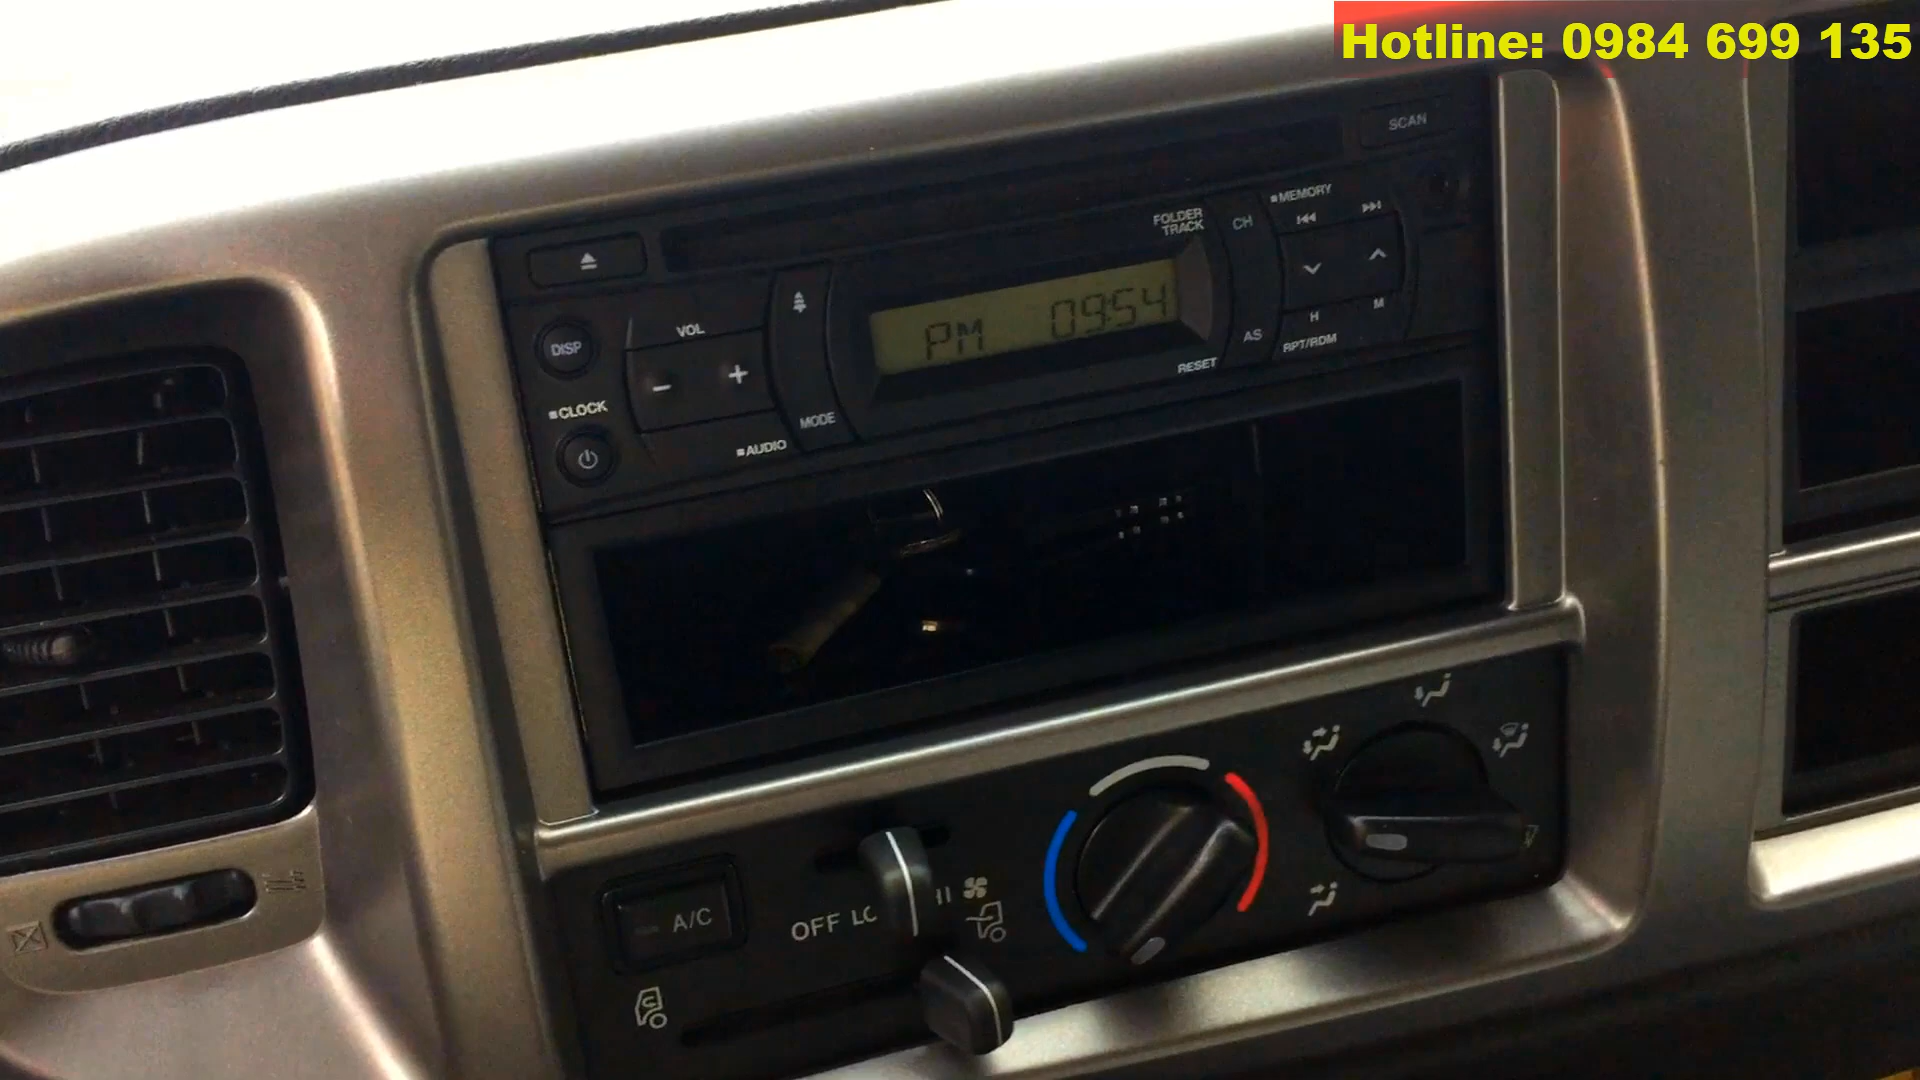 Hotline: 0984 699 135
SCAN
MEMORY
FOLDER
TRACK
CH
DISP
VOL
PM 09:54
M
H
AS
RPT/RDM
RESET
CLOCK
MODE
AUDIO
A/C
OFF LO